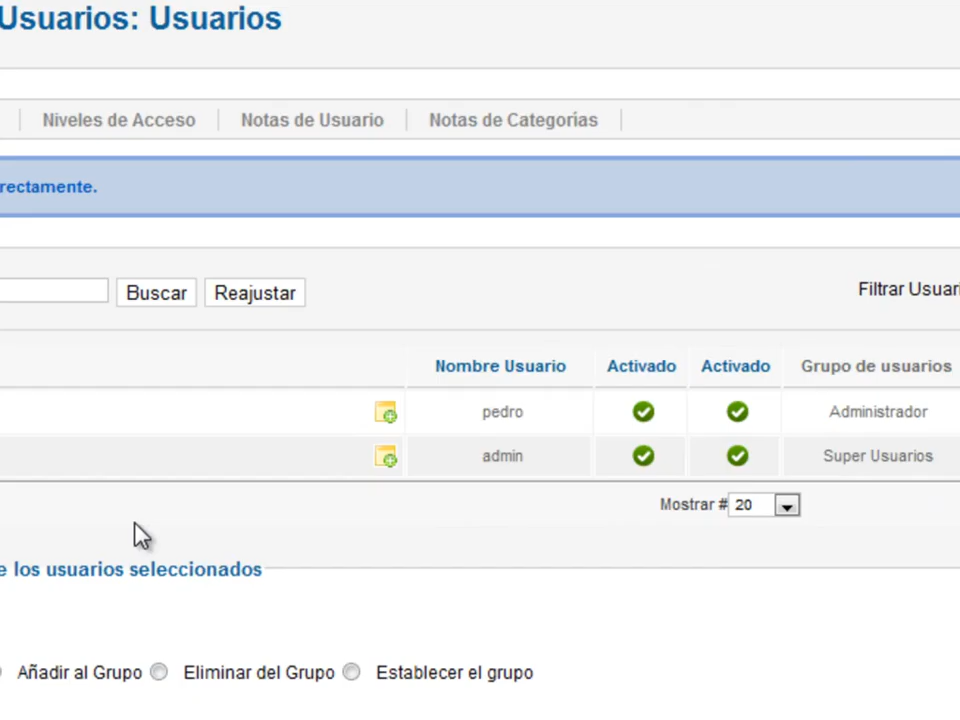 Usuarios: Usuarios
Niveles de Acceso Notas de Usuario Notas de Categorías
rectamente.
Buscar Reajustar Filtrar Usuari
Nombre Usuario Activado Activado Grupo de usuarios
pedro Administrador
admin Super Usuarios
Mostrar # 20
e los usuarios seleccionados
Añadir al Grupo Eliminar del Grupo Establecer el grupo